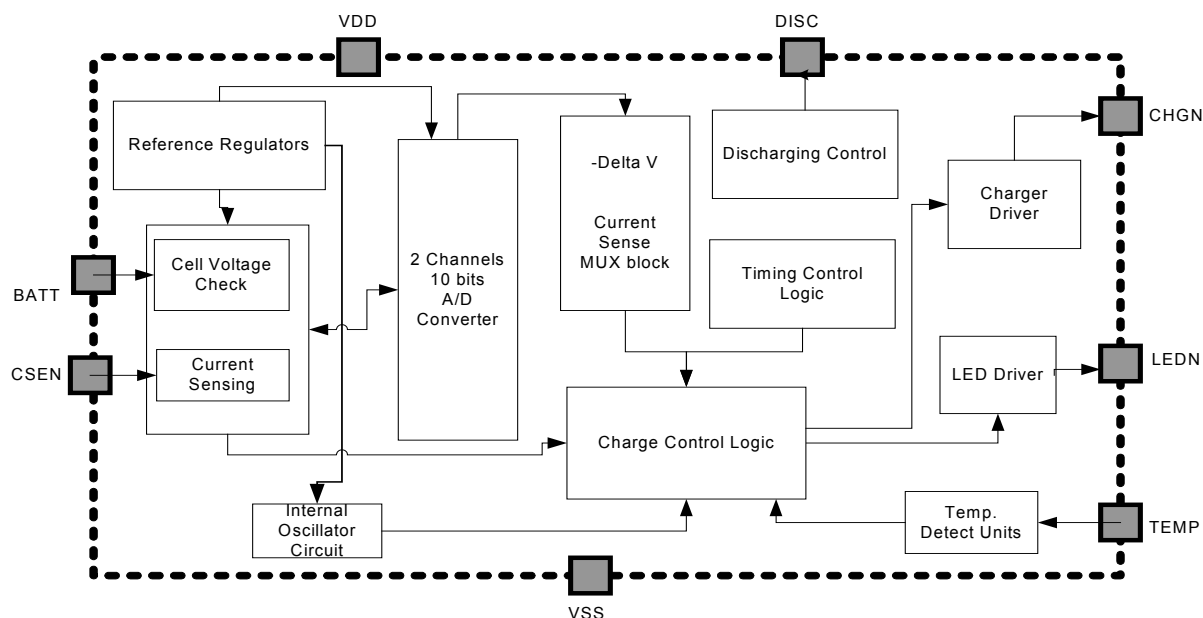 VDD
DISC
CHGN
Reference Regulators
-Delta V
Current
Sense
MUX block
Discharging Control
Charger
Driver
Cell Voltage
Check
2 Channels
10 bits
A/D
Converter
Timing Control
Logic
BATT
CSEN
Current
Sensing
LED Driver
LEDN
Charge Control Logic
Internal
Oscillator
Circuit
Temp.
Detect Units
TEMP
VSS